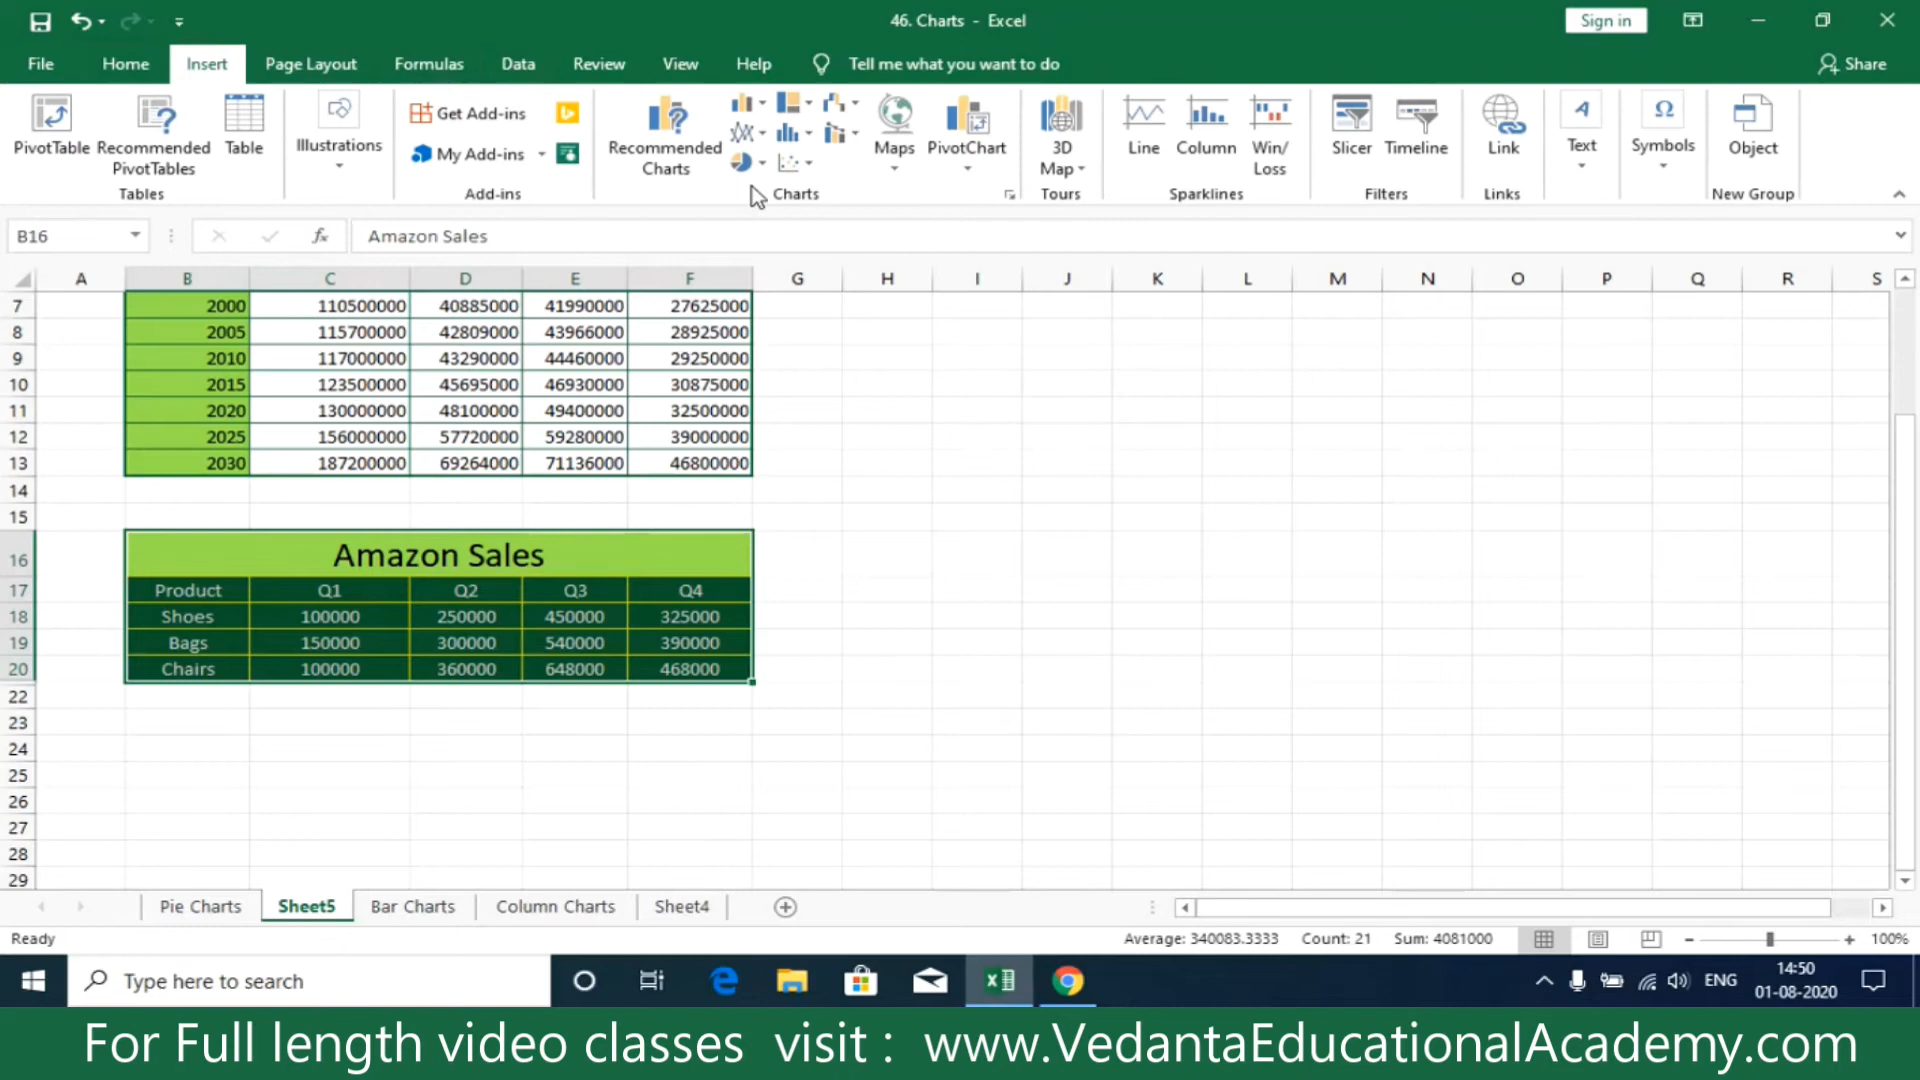 46. Charts - Excel
Sign in
File Home Insert Page Layout Formulas Data Review View Help Tell me what you want to do Share
PivotTable Recommended PivotTables Table
Tables
Illustrations
Get Add-ins
My Add-ins
Add-ins
Recommended Charts
Maps PivotChart
Charts
3D Map
Tours
Line Column Win/Loss
Sparklines
Slicer Timeline
Filters
Link
Links
Text
Symbols
Object
New Group
B16 fx Amazon Sales
A B C D E F G H I J K L M N O P Q R S
7 2000 110500000 40885000 41990000 27625000
8 2005 115700000 42809000 43966000 28925000
9 2010 117000000 43290000 44460000 29250000
10 2015 123500000 45695000 46930000 30875000
11 2020 130000000 48100000 49400000 32500000
12 2025 156000000 57720000 59280000 39000000
13 2030 187200000 69264000 71136000 46800000
14
15
16 Amazon Sales
17 Product Q1 Q2 Q3 Q4
18 Shoes 100000 250000 450000 325000
19 Bags 150000 300000 540000 390000
20 Chairs 100000 360000 648000 468000
22
23
24
25
26
27
28
29
Pie Charts Sheet5 Bar Charts Column Charts Sheet4
Ready Average: 340083.3333 Count: 21 Sum: 4081000 100%
Type here to search ENG 14:50
01-08-2020
For Full length video classes visit : www.VedantaEducationalAcademy.com